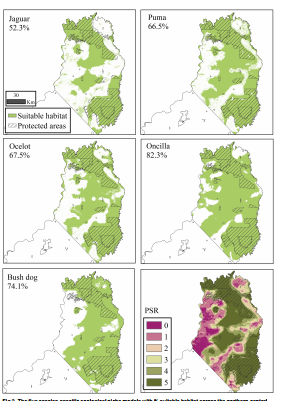 Jaguar
52.3%
Puma
66.5%
30
Km
Suitable habitat
Protected areas
Ocelot
67.5%
Oncilla
82.3%
Bush dog
74.1%
PSR
0
1
2
3
4
5